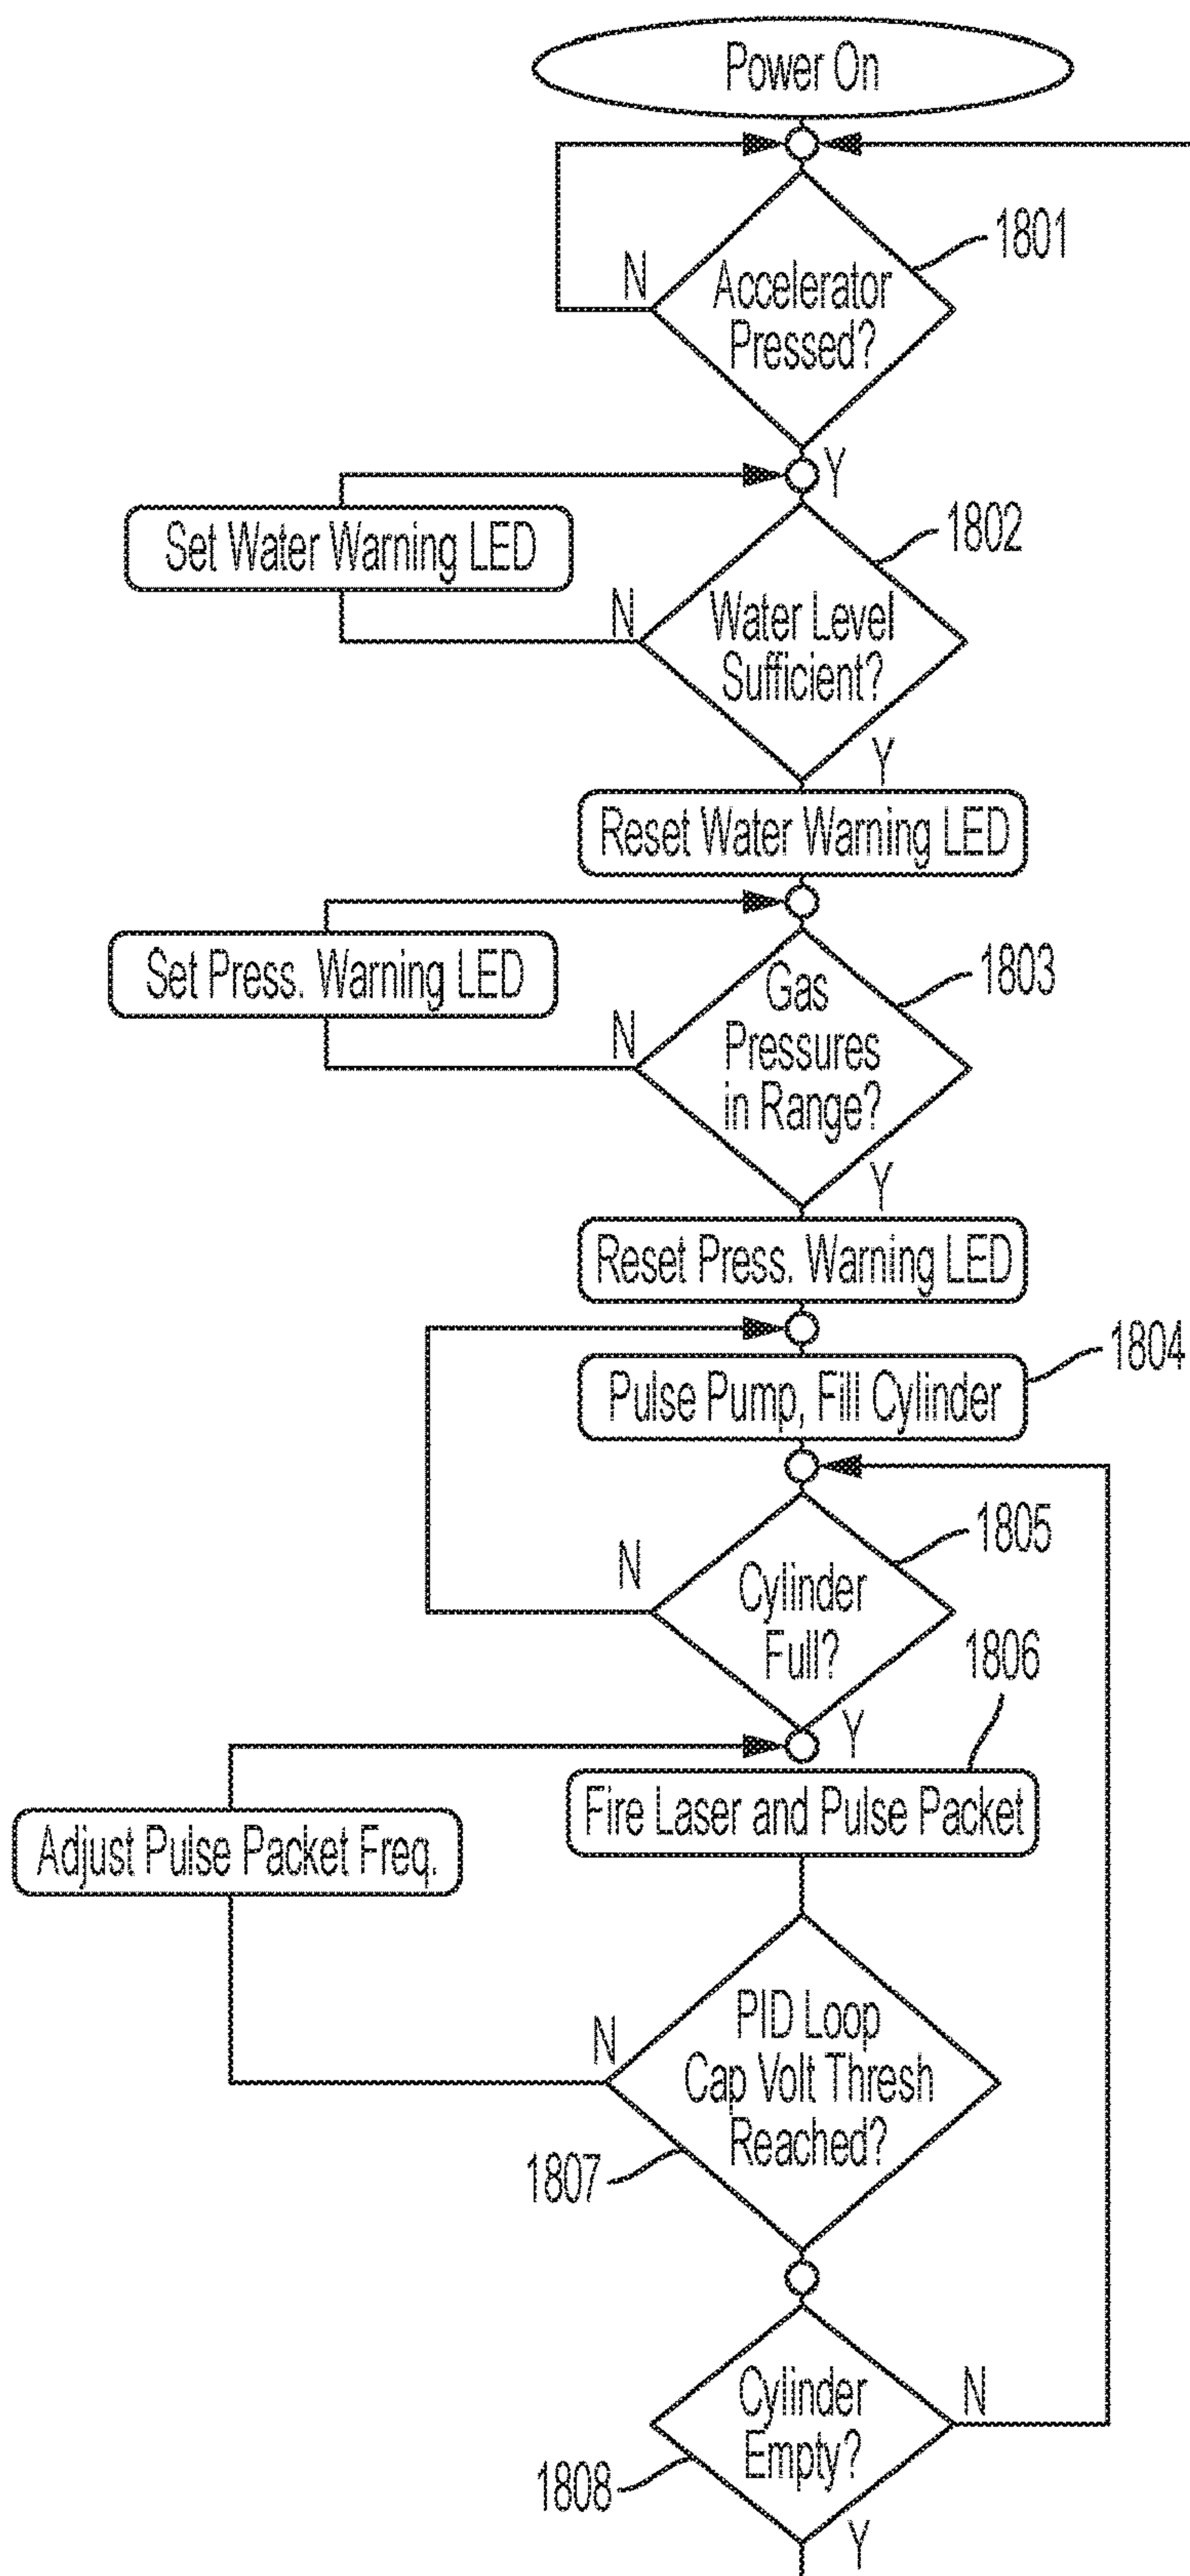 Power On
1801
N
Accelerator
Pressed?
Y
Set Water Warning LED
1802
N
Water Level
Sufficient?
Y
Reset Water Warning LED
Set Press. Warning LED
1803
N
Gas
Pressures
in Range?
Y
Reset Press. Warning LED
1804
Pulse Pump, Fill Cylinder
1805
N
Cylinder
Full?
1806
Y
Fire Laser and Pulse Packet
Adjust Pulse Packet Freq.
N
PID Loop
Cap Volt Thresh
Reached?
1807
Cylinder
Empty?
N
1808
Y